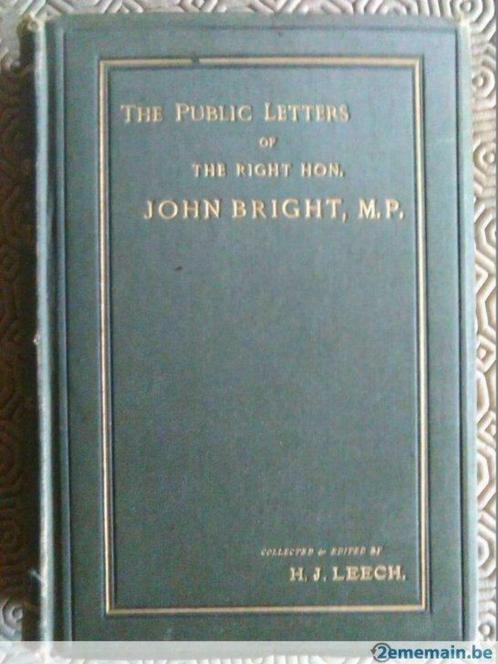 THE PUBLIC LETTERS
OF
THE RIGHT HON.
JOHN BRIGHT, M.P.
COLLECTED & EDITED BY
H. J. LEECH.
2ememain.be